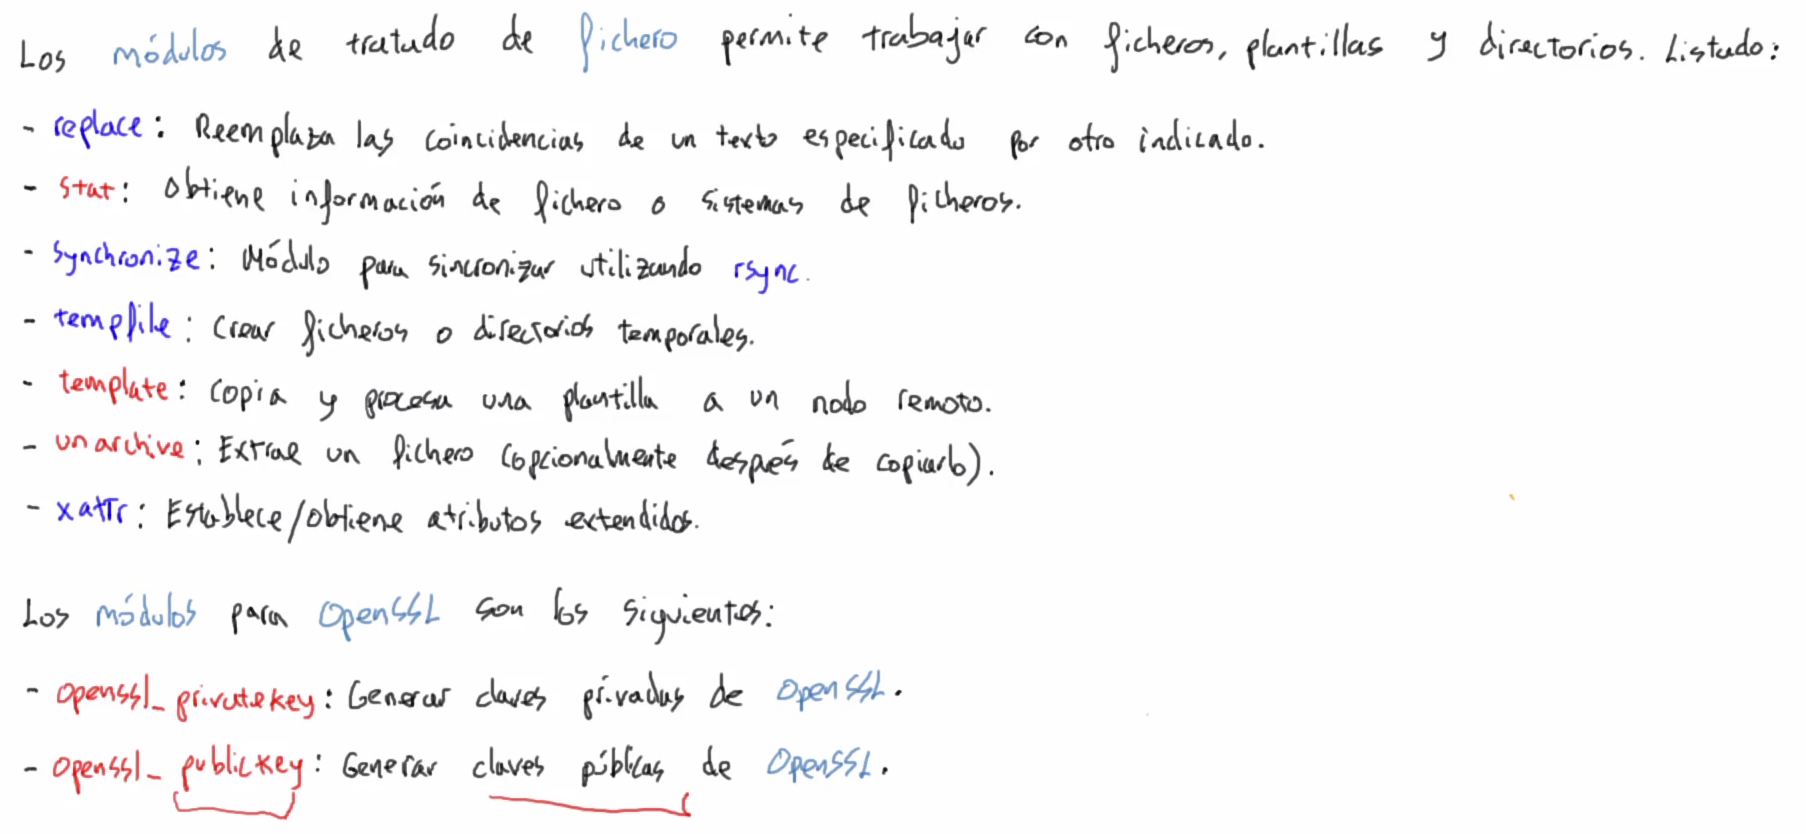 Los módulos de tratado de fichero permite trabajar con ficheros, plantillas y directorios. Listado:
- replace: Reemplaza las coincidencias de un texto especificado por otro indicado.
- stat: Obtiene información de fichero o sistemas de ficheros.
- synchronize: Módulo para sincronizar utilizando rsync.
- tempfile: Crear ficheros o directorios temporales.
- template: Copia y procesa una plantilla a un nodo remoto.
- unarchive: Extrae un fichero (opcionalmente después de copiarlo).
- xattr: Establece/obtiene atributos extendidos.
Los módulos para OpenSSL son los siguientes:
- openssl_privatekey: Generar claves privadas de OpenSSL.
- openssl_publickey: Generar claves públicas de OpenSSL.